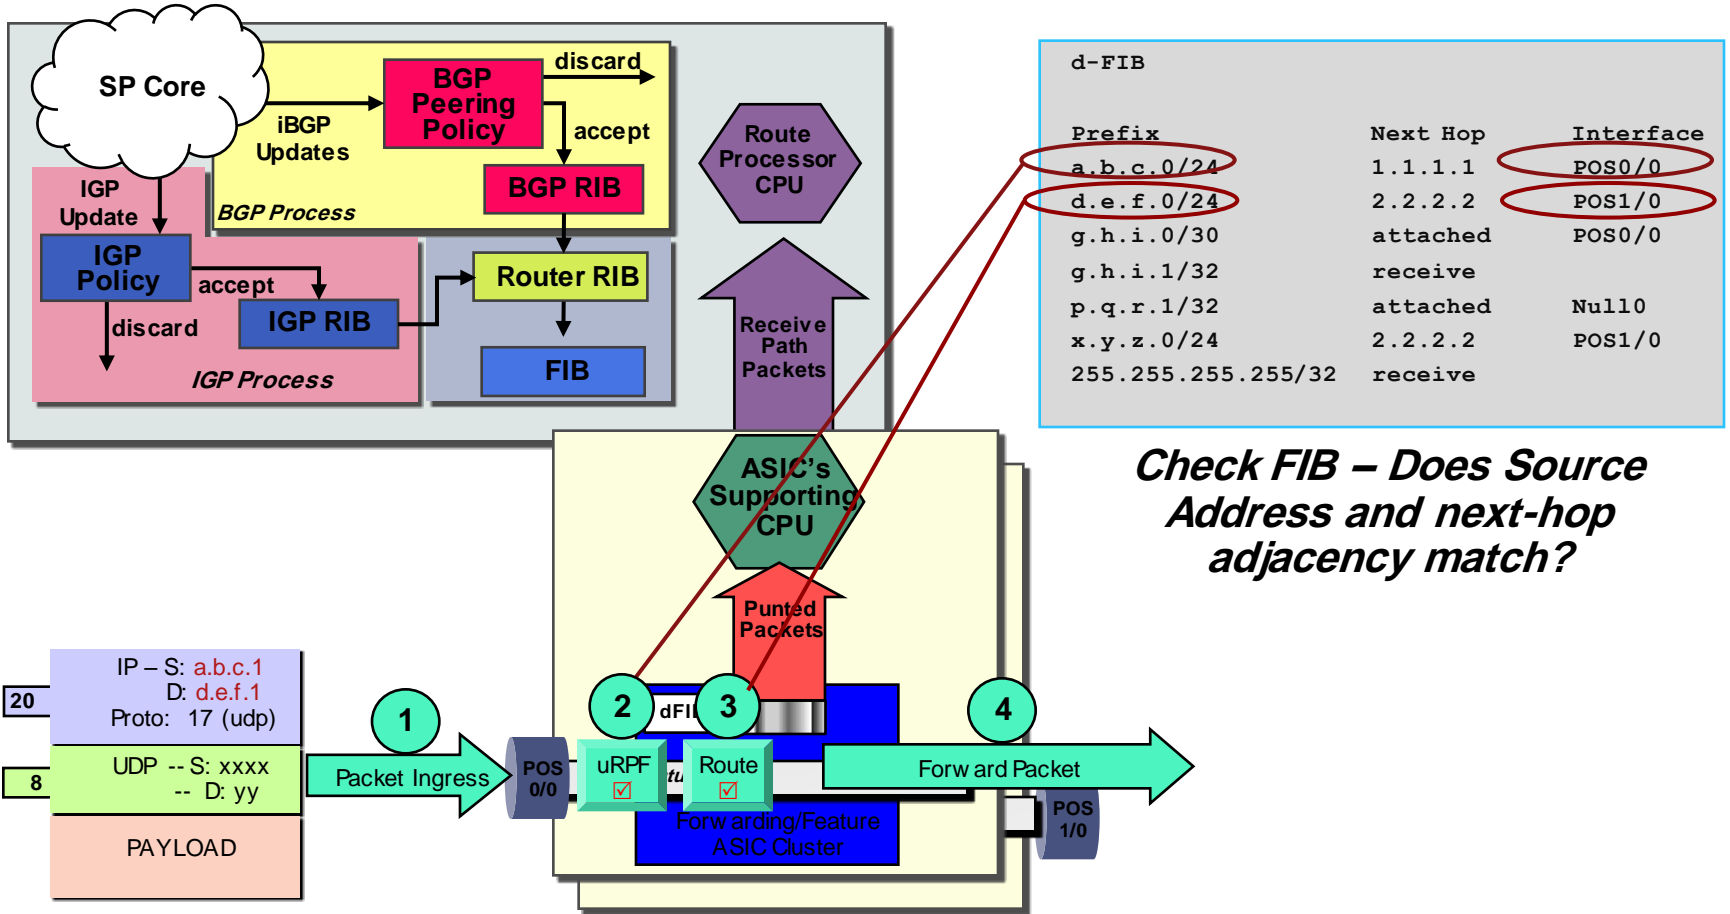 SP Core
BGP
Peering
Policy
discard
accept
iBGP
Updates
BGP RIB
BGP Process
IGP
Update
IGP
Policy
accept
discard
IGP RIB
IGP Process
Router RIB
FIB
Route
Processor
CPU
Receive
Path
Packets
ASIC's
Supporting
CPU
Punted
Packets
d-FIB
Prefix Next Hop Interface
a.b.c.0/24 1.1.1.1 POS0/0
d.e.f.0/24 2.2.2.2 POS1/0
g.h.i.0/30 attached POS0/0
g.h.i.1/32 receive
p.q.r.1/32 attached Null0
x.y.z.0/24 2.2.2.2 POS1/0
255.255.255.255/32 receive
Check FIB – Does Source
Address and next-hop
adjacency match?
20
IP – S: a.b.c.1
D: d.e.f.1
Proto: 17 (udp)
8
UDP -- S: xxxx
-- D: yy
PAYLOAD
1
Packet Ingress
POS
0/0
2
uRPF
3
Route
4
Forward Packet
Forwarding/Feature
ASIC Cluster
POS
1/0